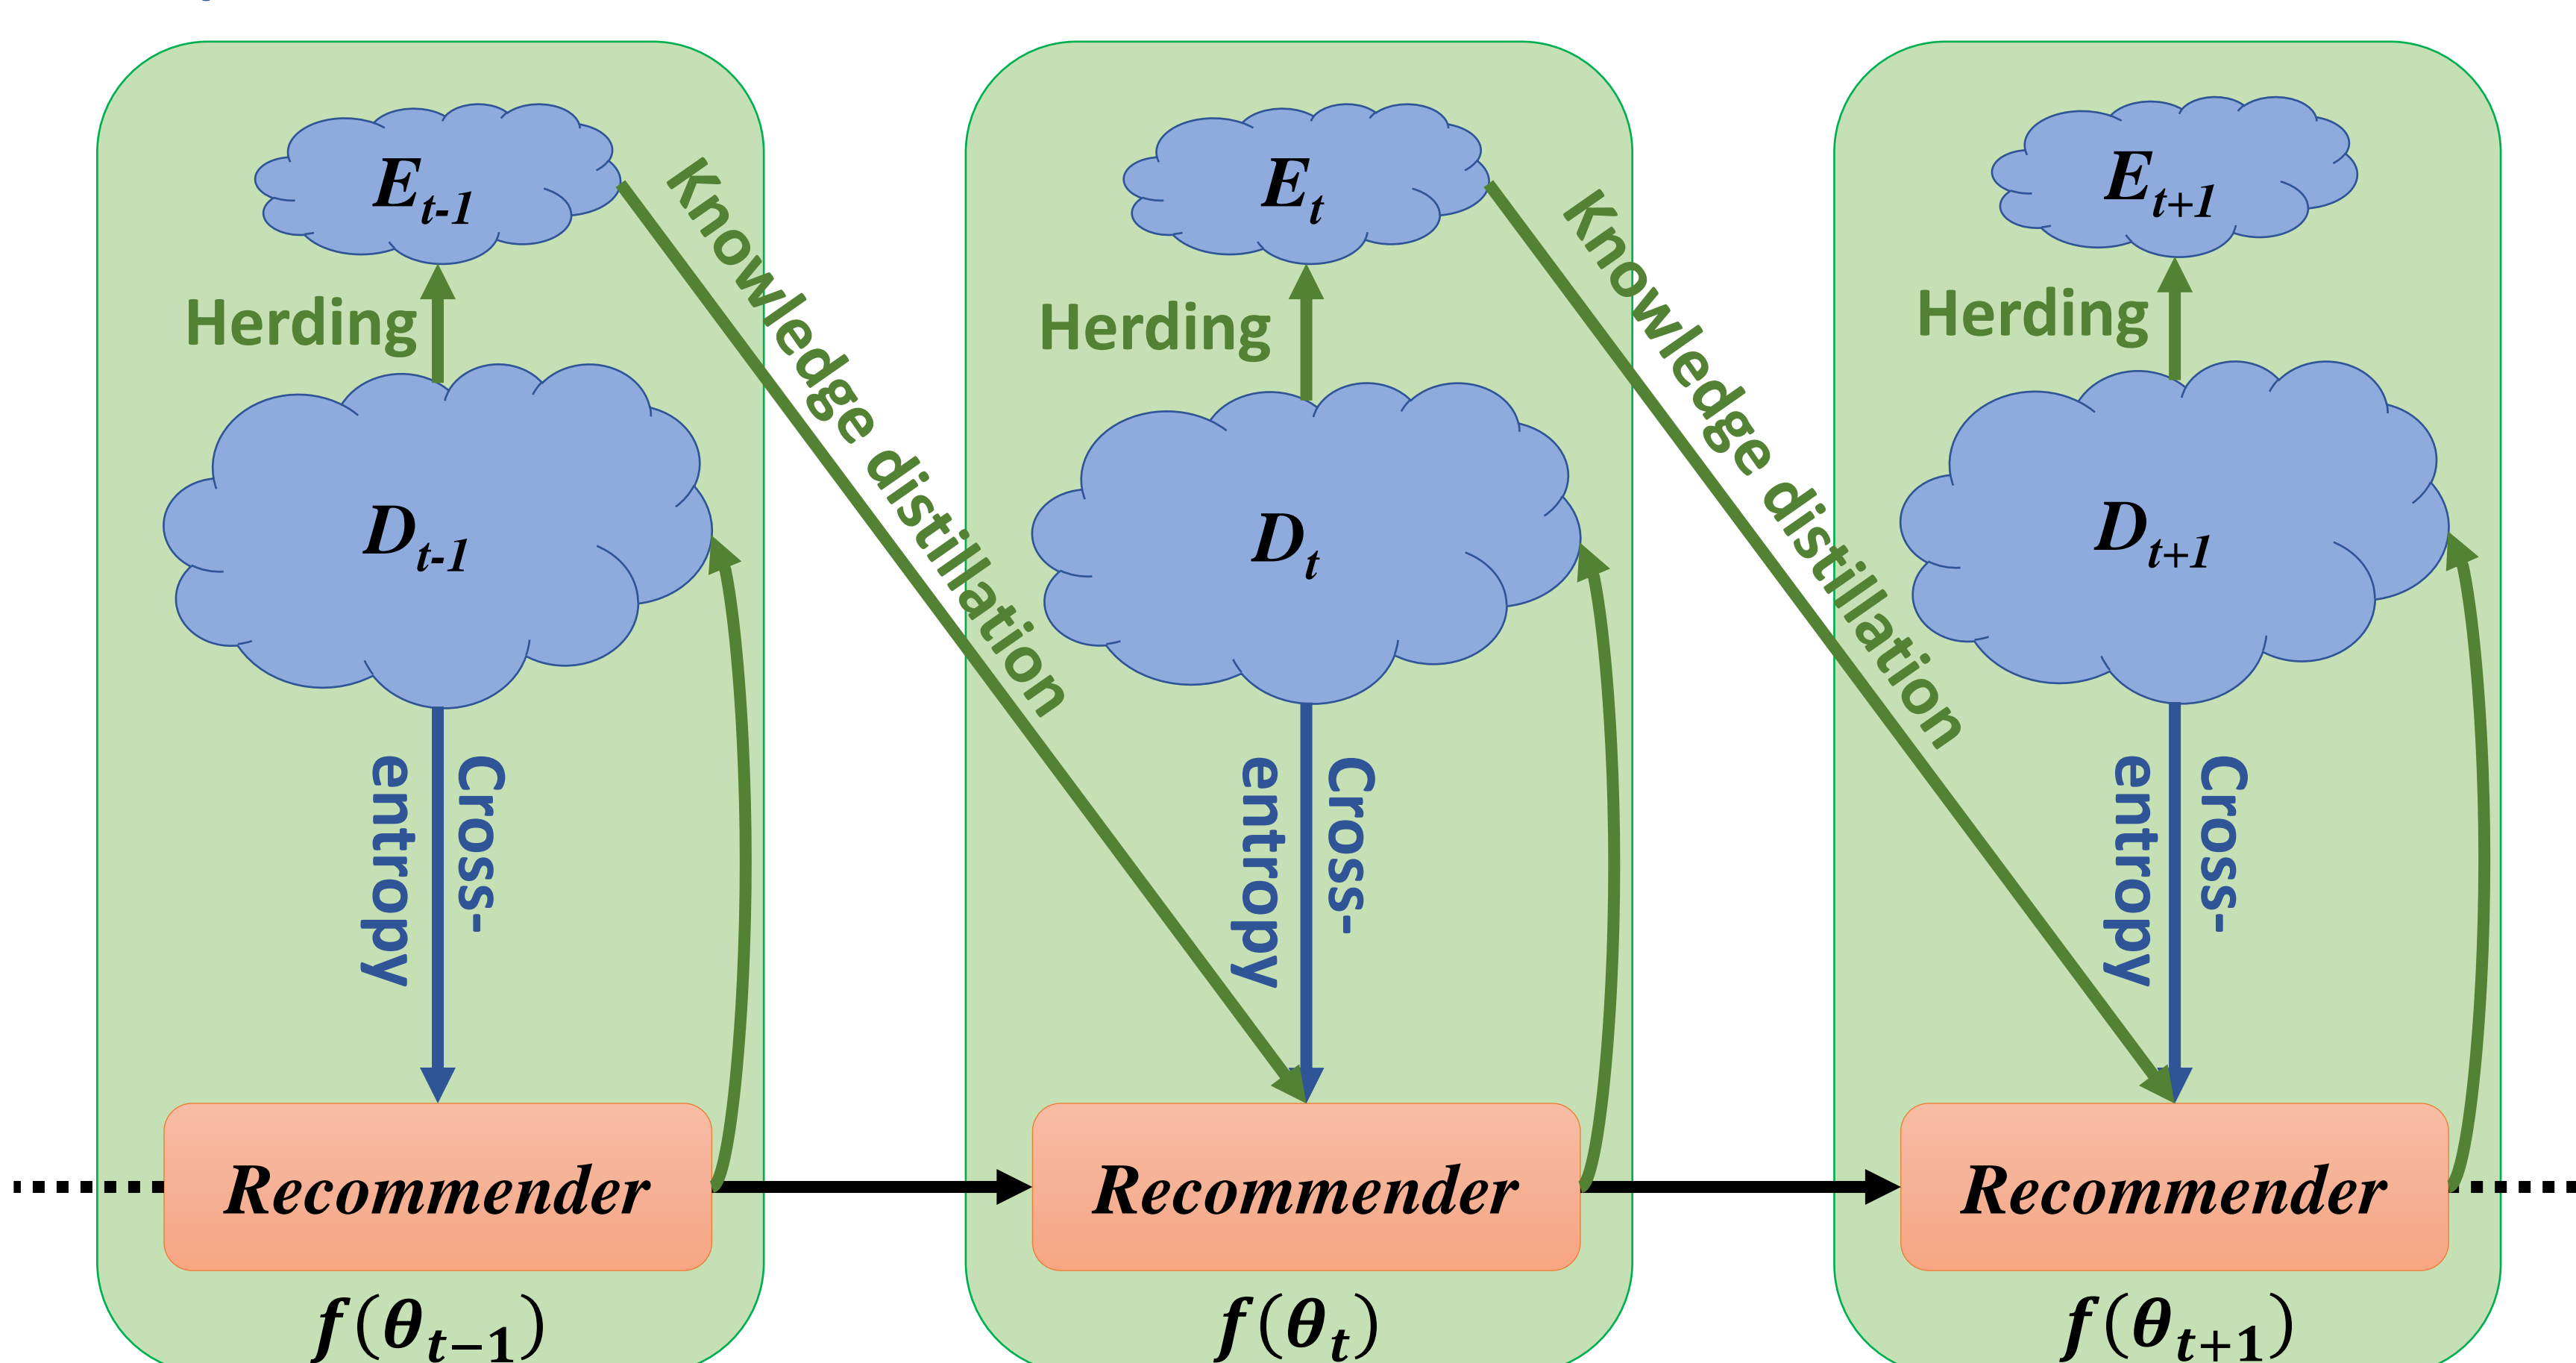 E_{t-1}
Herding
D_{t-1}
Cross-
entropy
Recommender
f(θ_{t−1})
Knowledge distillation
E_t
Herding
D_t
Cross-
entropy
Recommender
f(θ_t)
Knowledge distillation
E_{t+1}
Herding
D_{t+1}
Cross-
entropy
Recommender
f(θ_{t+1})